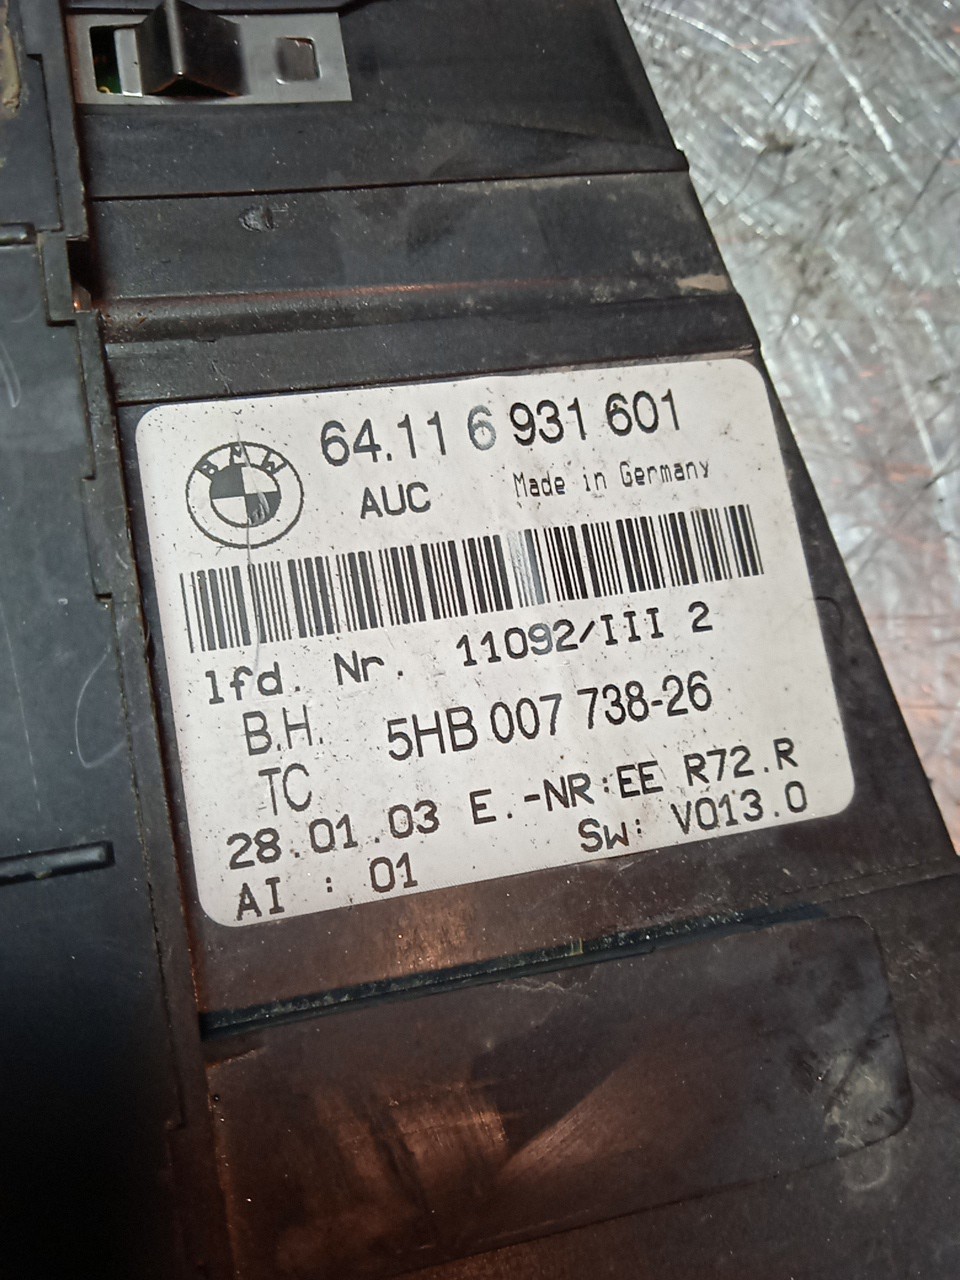 BMW
64.11 6 931 601
AUC Made in Germany
lfd. Nr. 11092/III 2
B.H. 5HB 007 738-26
TC
28.01.03 E.-NR:EE R72.R
AI : 01 SW: V013.0